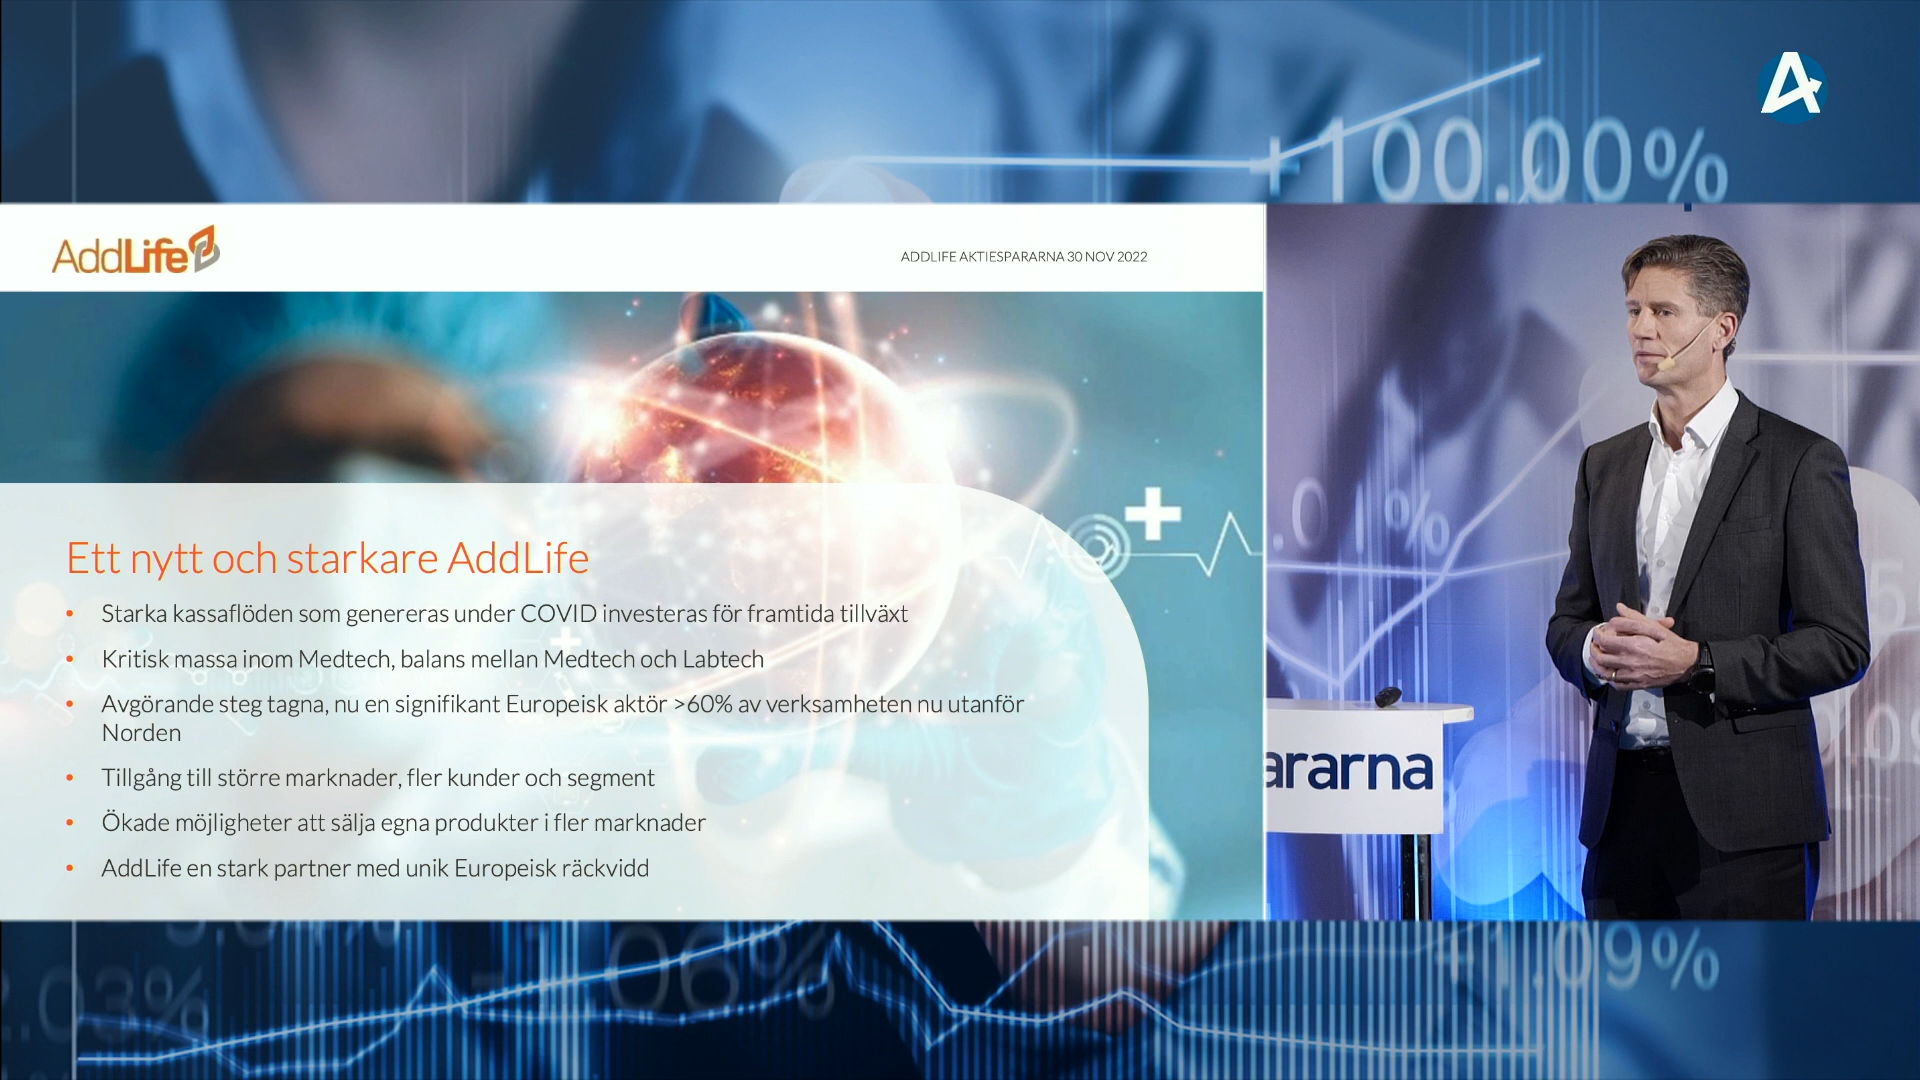 +100.00%
AddLife
ADDLIFE AKTIESPARARNA 30 NOV 2022
Ett nytt och starkare AddLife
• Starka kassaflöden som genereras under COVID investeras för framtida tillväxt
• Kritisk massa inom Medtech, balans mellan Medtech och Labtech
• Avgörande steg tagna, nu en signifikant Europeisk aktör >60% av verksamheten nu utanför
Norden
• Tillgång till större marknader, fler kunder och segment
• Ökade möjligheter att sälja egna produkter i fler marknader
• AddLife en stark partner med unik Europeisk räckvidd
ararna
+1.09%